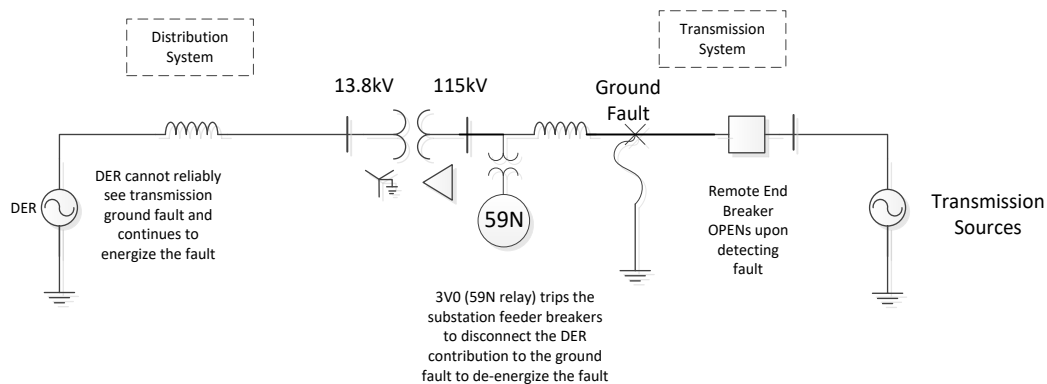 Distribution
System
Transmission
System
13.8kV
115kV
Ground
Fault
DER cannot reliably
see transmission
ground fault and
continues to
energize the fault
DER
59N
Remote End
Breaker
OPENs upon
detecting
fault
Transmission
Sources
3V0 (59N relay) trips the
substation feeder breakers
to disconnect the DER
contribution to the ground
fault to de-energize the fault